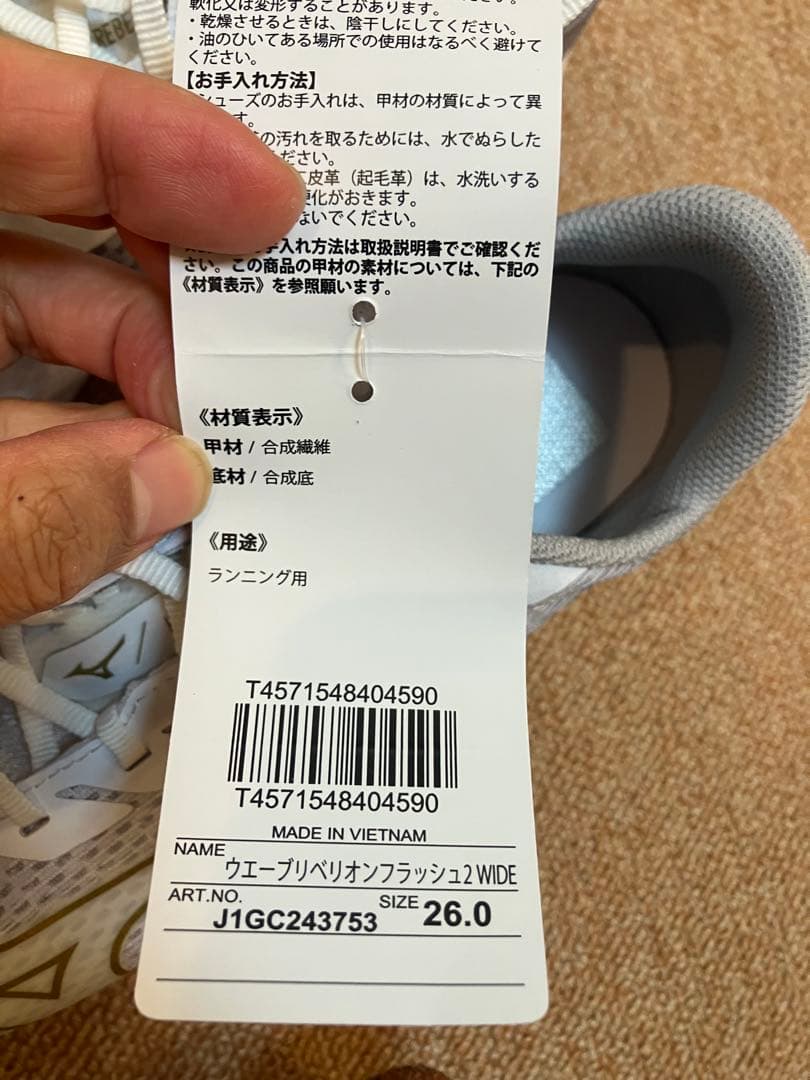 REBE
軟化又は変形することがあります。
・乾燥させるときは、陰干しにしてください。
・油のひいてある場所での使用はなるべく避けて
ください。
【お手入れ方法】
シューズのお手入れは、甲材の材質によって異
す。
の汚れを取るためには、水でぬらした
ださい。
皮革（起毛革）は、水洗いする
硬化がおきます。
ないでください。
手入れ方法は取扱説明書でご確認くだ
さい。この商品の甲材の素材については、下記の
《材質表示》を参照願います。
《材質表示》
甲材 / 合成繊維
底材 / 合成底
《用途》
ランニング用
T4571548404590
T4571548404590
MADE IN VIETNAM
NAME ウエーブリベリオンフラッシュ2 WIDE
ART.NO. J1GC243753 SIZE 26.0